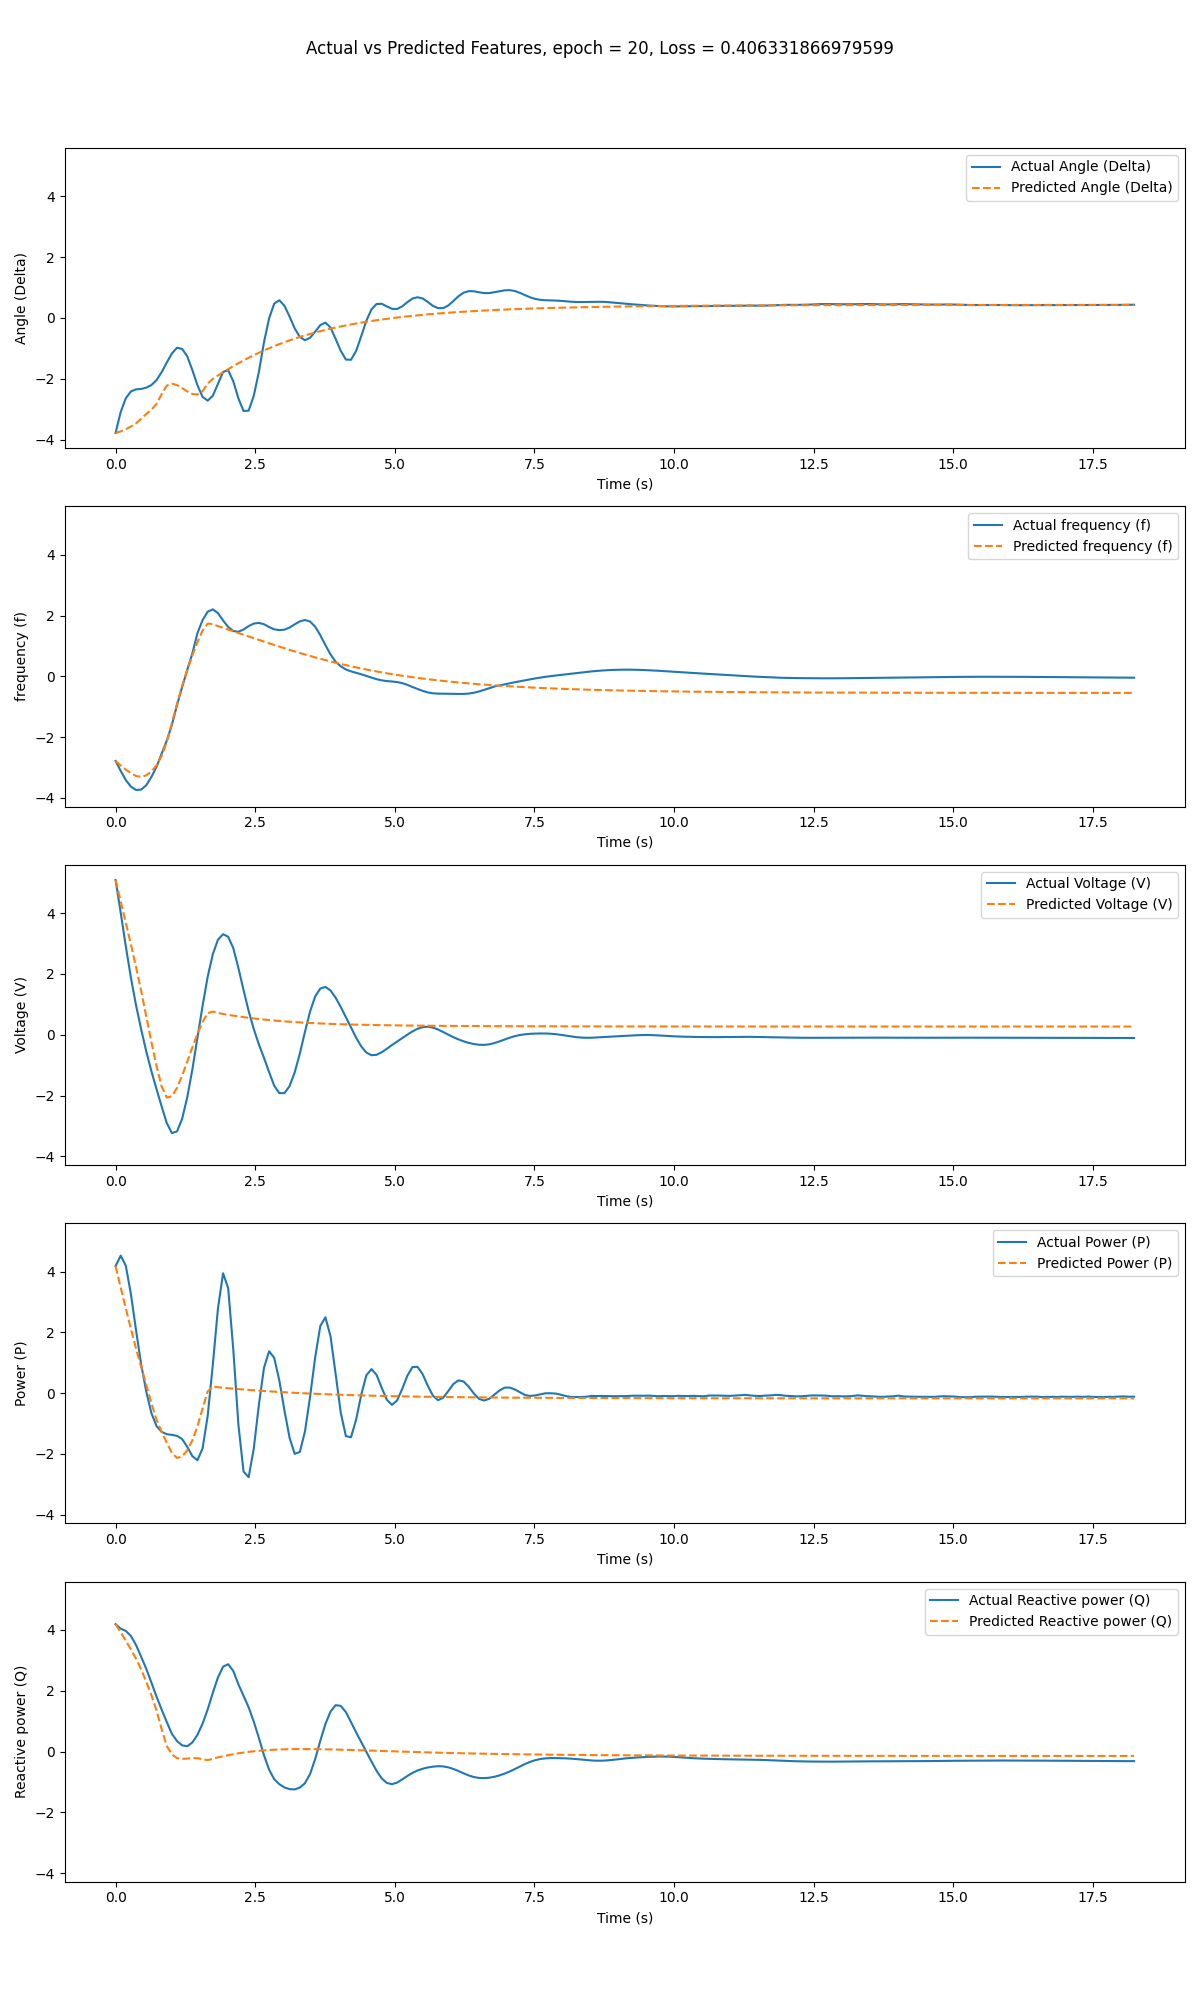 Actual vs Predicted Features, epoch = 20, Loss = 0.406331866979599
Actual Angle (Delta)
Predicted Angle (Delta)
Angle (Delta)
4
2
0
−2
−4
0.0 2.5 5.0 7.5 10.0 12.5 15.0 17.5
Time (s)
Actual frequency (f)
Predicted frequency (f)
frequency (f)
4
2
0
−2
−4
0.0 2.5 5.0 7.5 10.0 12.5 15.0 17.5
Time (s)
Actual Voltage (V)
Predicted Voltage (V)
Voltage (V)
4
2
0
−2
−4
0.0 2.5 5.0 7.5 10.0 12.5 15.0 17.5
Time (s)
Actual Power (P)
Predicted Power (P)
Power (P)
4
2
0
−2
−4
0.0 2.5 5.0 7.5 10.0 12.5 15.0 17.5
Time (s)
Actual Reactive power (Q)
Predicted Reactive power (Q)
Reactive power (Q)
4
2
0
−2
−4
0.0 2.5 5.0 7.5 10.0 12.5 15.0 17.5
Time (s)